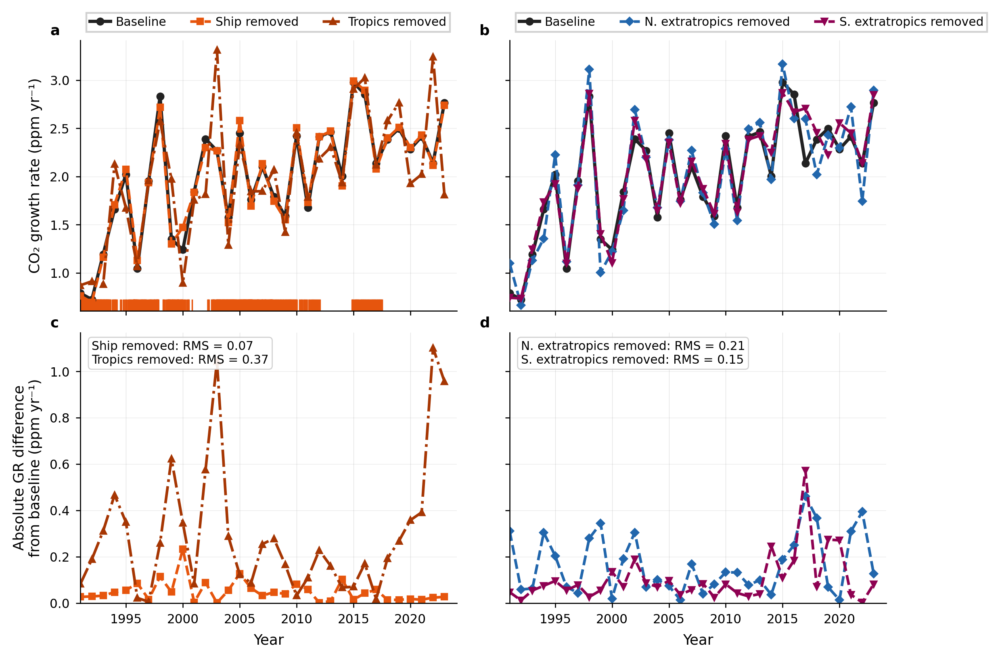 Baseline Ship removed Tropics removed
Baseline N. extratropics removed S. extratropics removed
a
b
CO₂ growth rate (ppm yr⁻¹)
3.0
2.5
2.0
1.5
1.0
c
d
Ship removed: RMS = 0.07
Tropics removed: RMS = 0.37
N. extratropics removed: RMS = 0.21
S. extratropics removed: RMS = 0.15
Absolute GR difference
from baseline (ppm yr⁻¹)
1.0
0.8
0.6
0.4
0.2
0.0
1995 2000 2005 2010 2015 2020
1995 2000 2005 2010 2015 2020
Year
Year